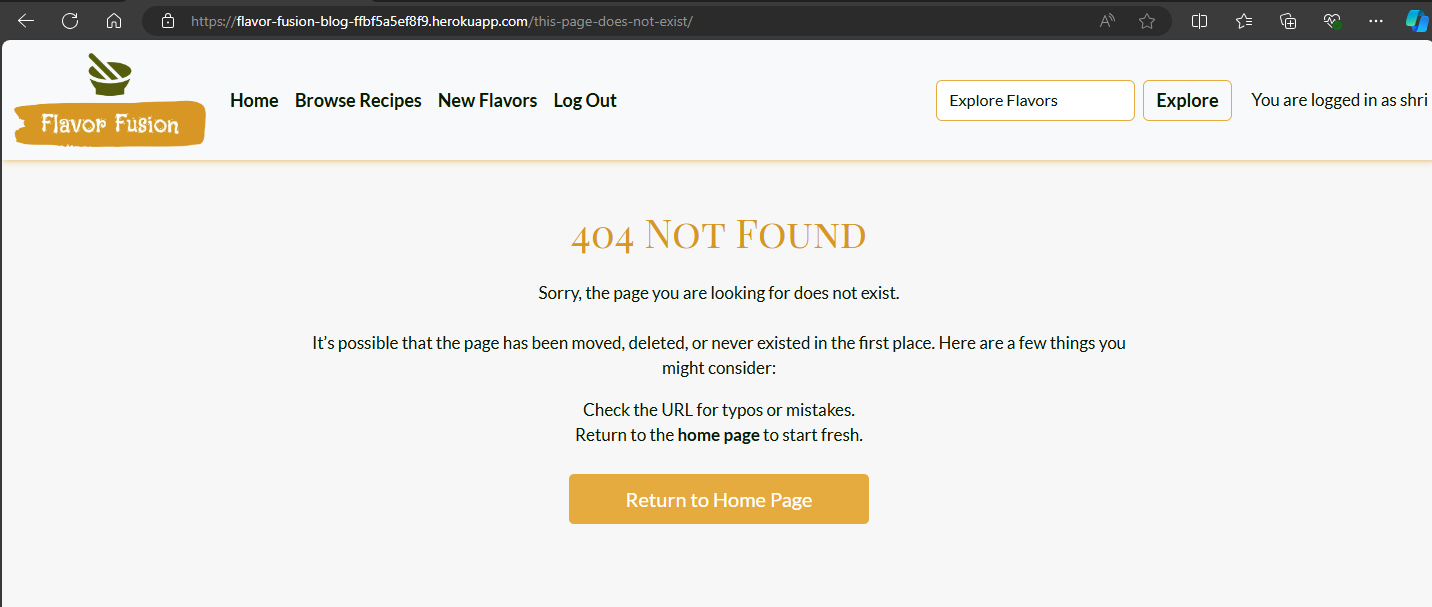 https://flavor-fusion-blog-ffbf5a5ef8f9.herokuapp.com/this-page-does-not-exist/
Flavor Fusion
Home Browse Recipes New Flavors Log Out
Explore Flavors Explore You are logged in as shri
404 Not Found
Sorry, the page you are looking for does not exist.
It’s possible that the page has been moved, deleted, or never existed in the first place. Here are a few things you
might consider:
Check the URL for typos or mistakes.
Return to the home page to start fresh.
Return to Home Page